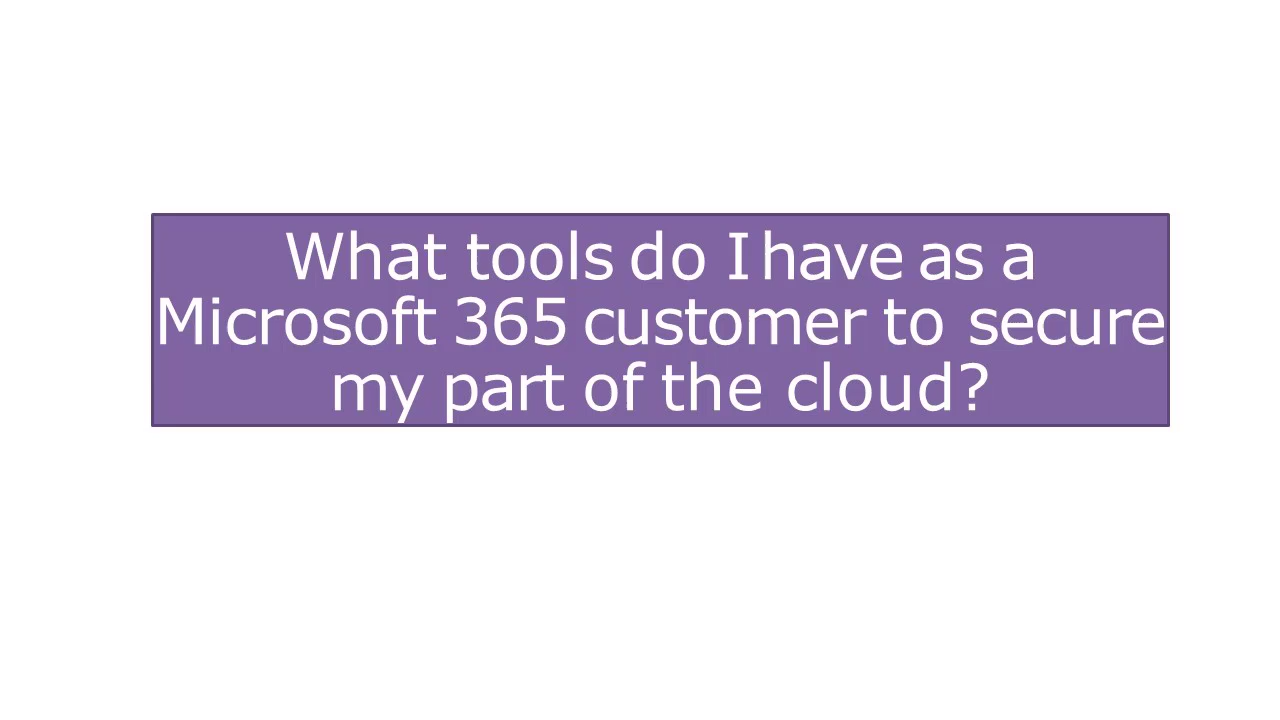 What tools do I have as a
Microsoft 365 customer to secure
my part of the cloud?